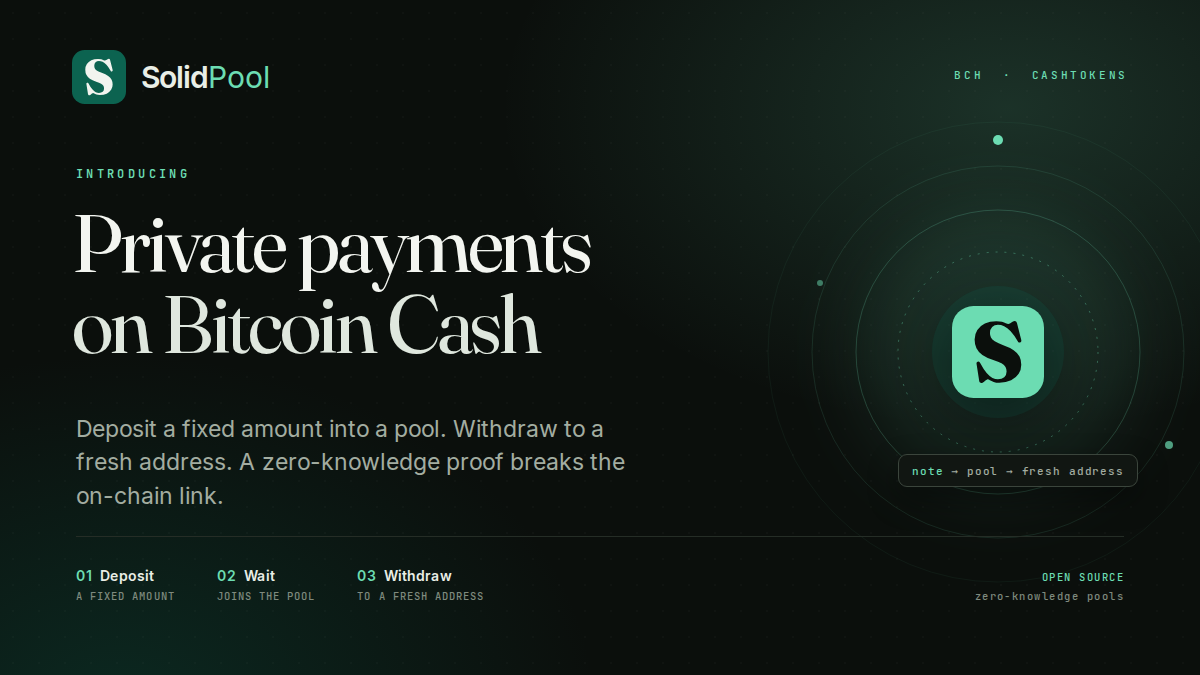 S SolidPool
BCH · CASHTOKENS
INTRODUCING
Private payments
on Bitcoin Cash
Deposit a fixed amount into a pool. Withdraw to a
fresh address. A zero-knowledge proof breaks the
on-chain link.
S
note → pool → fresh address
01 Deposit
A FIXED AMOUNT
02 Wait
JOINS THE POOL
03 Withdraw
TO A FRESH ADDRESS
OPEN SOURCE
zero-knowledge pools